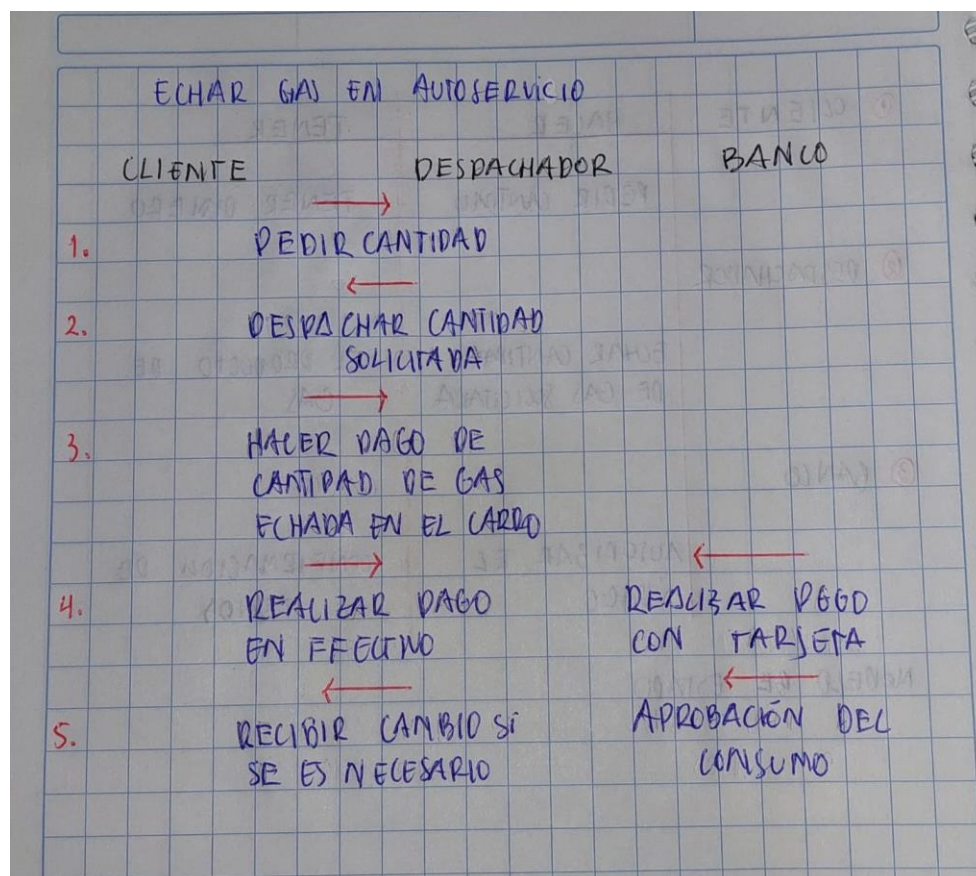 ECHAR GAS EN AUTOSERVICIO
CLIENTE DESPACHADOR BANCO
1. PEDIR CANTIDAD
2. DESPACHAR CANTIDAD
SOLICITADA
3. HACER PAGO DE
CANTIDAD DE GAS
ECHADA EN EL CARRO
4. REALIZAR PAGO
EN EFECTIVO
REALIZAR PAGO
CON TARJETA
5. RECIBIR CAMBIO SI
SE ES NECESARIO
APROBACIÓN DEL
CONSUMO